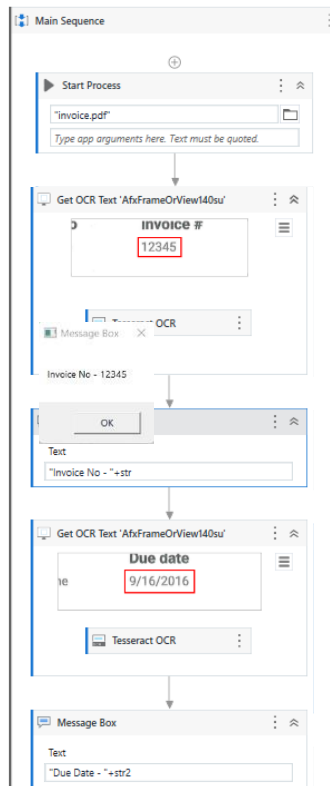 Main Sequence
Start Process
"invoice.pdf"
Type app arguments here. Text must be quoted.
Get OCR Text 'AfxFrameOrView140su'
Invoice #
12345
OCR
Message Box
Invoice No - 12345
OK
Text
"Invoice No - "+str
Get OCR Text 'AfxFrameOrView140su'
Due date
9/16/2016
Tesseract OCR
Message Box
Text
"Due Date - "+str2